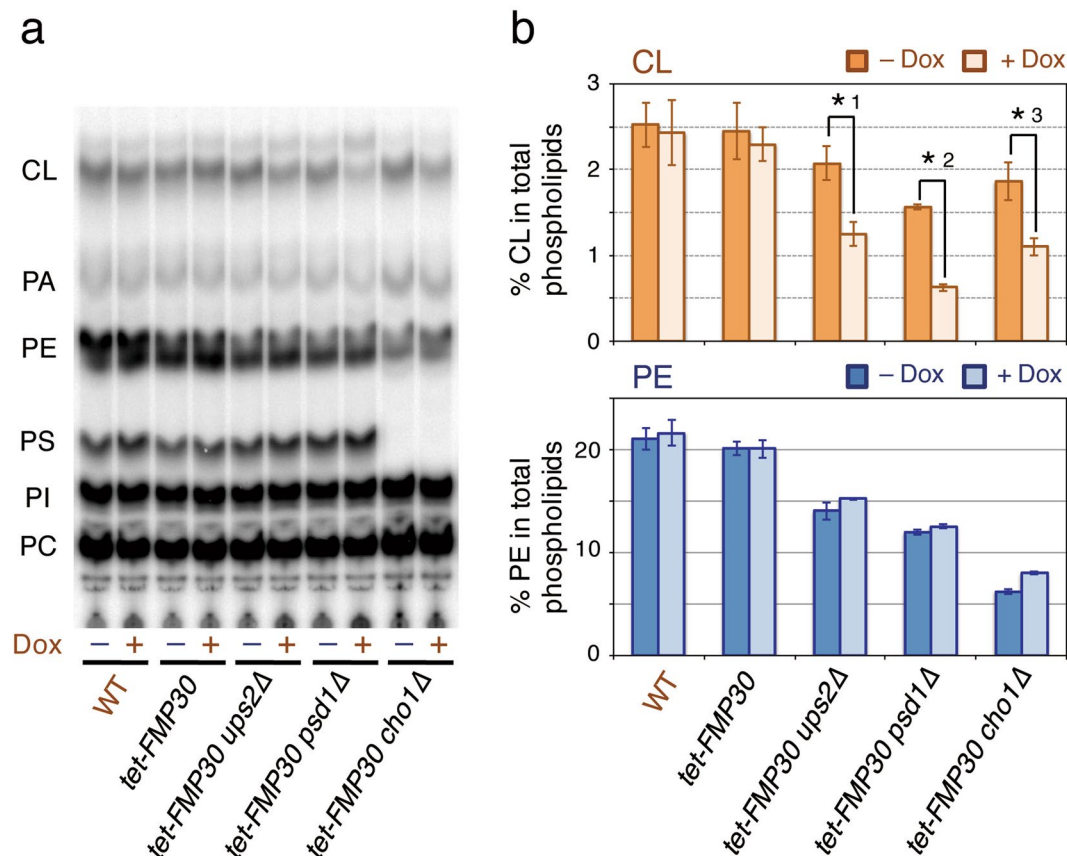 a
CL
PA
PE
PS
PI
PC
Dox − + − + − + − + − +
WT
tet-FMP30
tet-FMP30 ups2Δ
tet-FMP30 psd1Δ
tet-FMP30 cho1Δ
b
CL
− Dox + Dox
% CL in total
phospholipids
3
2
1
0
* 1
* 2
* 3
PE
− Dox + Dox
% PE in total
phospholipids
20
10
0
WT
tet-FMP30
tet-FMP30 ups2Δ
tet-FMP30 psd1Δ
tet-FMP30 cho1Δ